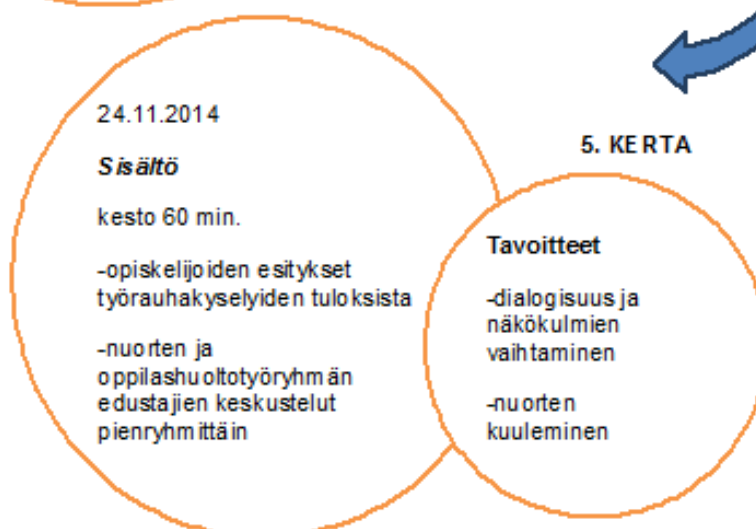 24.11.2014
Sisältö
kesto 60 min.
-opiskelijoiden esitykset
työrauhakyselyiden tuloksista
-nuorten ja
oppilashuoltotyöryhmän
edustajien keskustelut
pienryhmittäin
5. KERTA
Tavoitteet
-dialogisuus ja
näkökulmien
vaihtaminen
-nuorten
kuuleminen